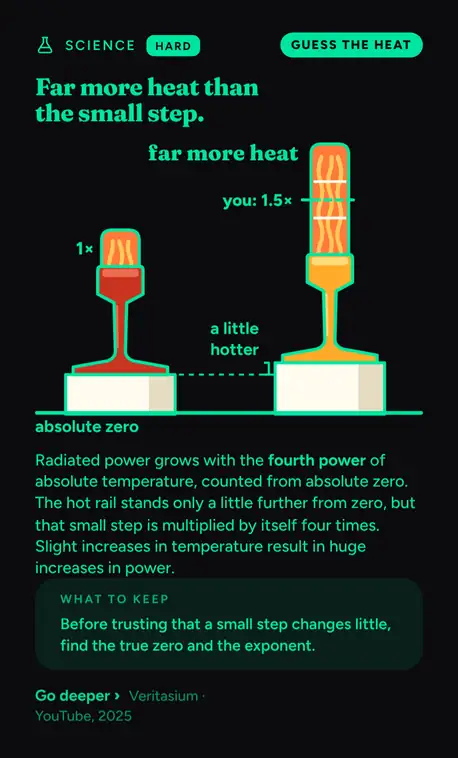 SCIENCE HARD GUESS THE HEAT
Far more heat than
the small step.
far more heat
you: 1.5×
1×
a little
hotter
absolute zero
Radiated power grows with the fourth power of
absolute temperature, counted from absolute zero.
The hot rail stands only a little further from zero, but
that small step is multiplied by itself four times.
Slight increases in temperature result in huge
increases in power.
WHAT TO KEEP
Before trusting that a small step changes little,
find the true zero and the exponent.
Go deeper › Veritasium ·
YouTube, 2025